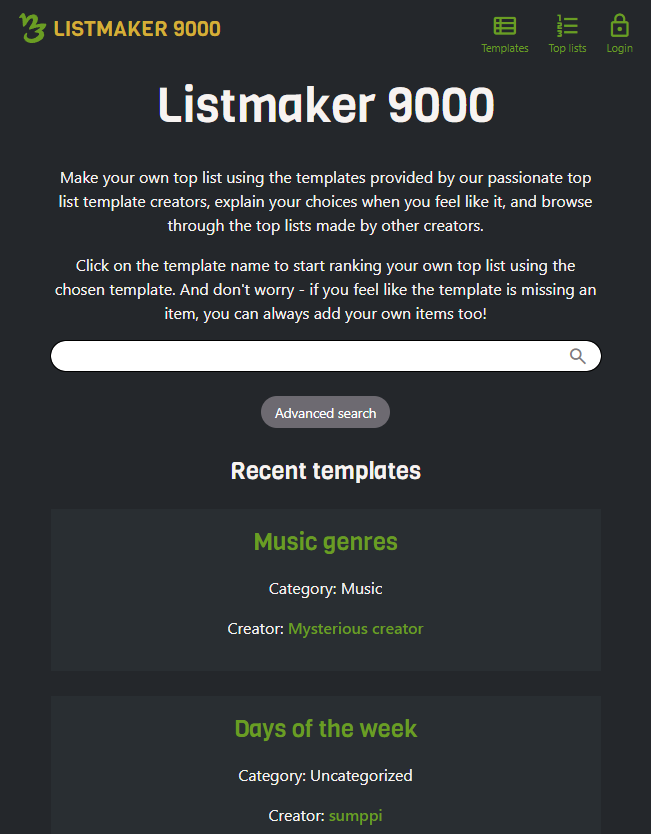 LISTMAKER 9000
Templates
Top lists
Login
Listmaker 9000
Make your own top list using the templates provided by our passionate top
list template creators, explain your choices when you feel like it, and browse
through the top lists made by other creators.
Click on the template name to start ranking your own top list using the
chosen template. And don't worry - if you feel like the template is missing an
item, you can always add your own items too!
Advanced search
Recent templates
Music genres
Category: Music
Creator: Mysterious creator
Days of the week
Category: Uncategorized
Creator: sumppi